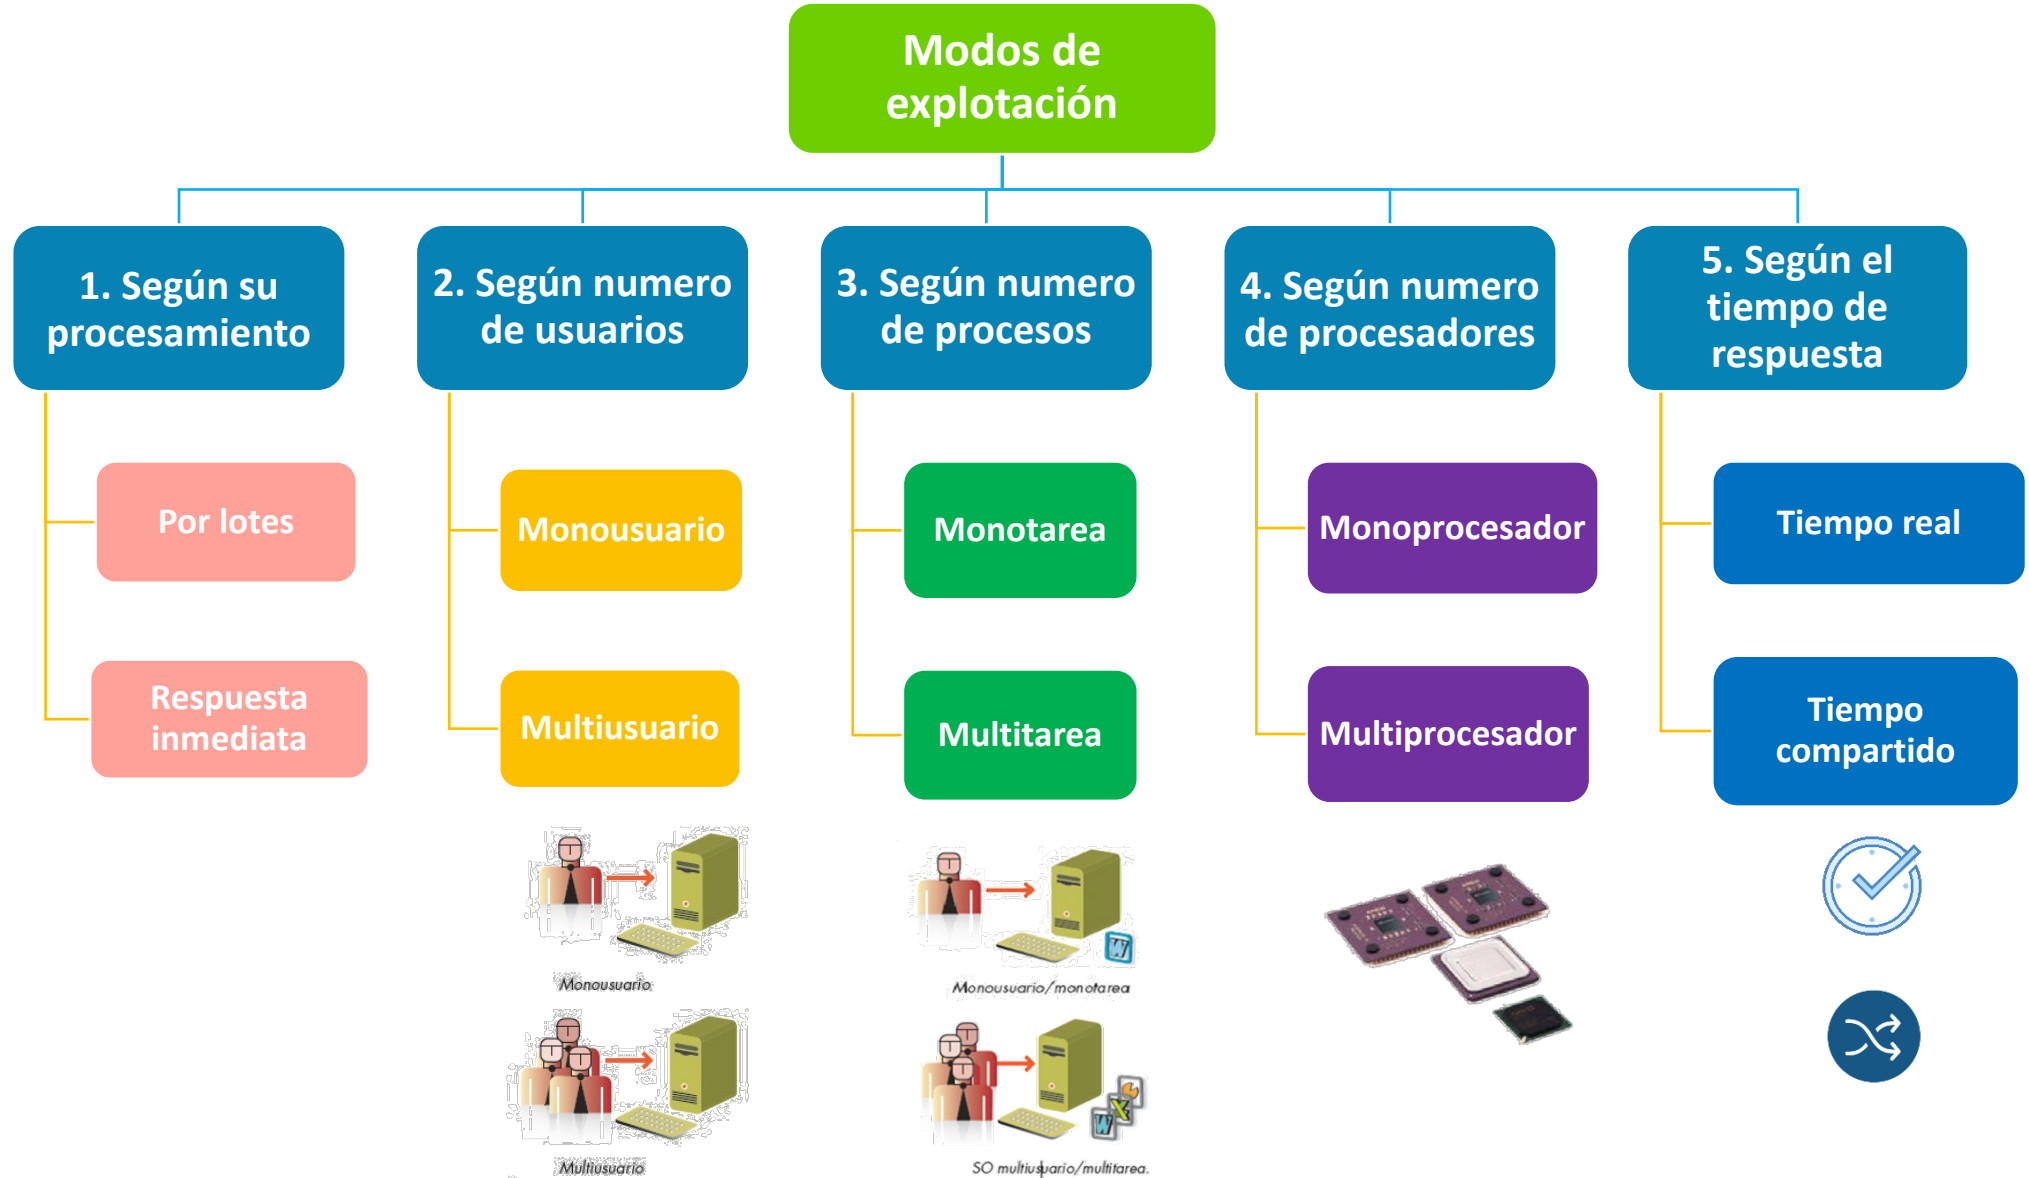 Modos de
explotación
1. Según su
procesamiento
2. Según numero
de usuarios
3. Según numero
de procesos
4. Según numero
de procesadores
5. Según el
tiempo de
respuesta
Por lotes
Respuesta
inmediata
Monousuario
Multiusuario
Monotarea
Multitarea
Monoprocesador
Multiprocesador
Tiempo real
Tiempo
compartido
Monousuario
Multiusuario
Monousuario/monotarea
SO multiusuario/multitarea.